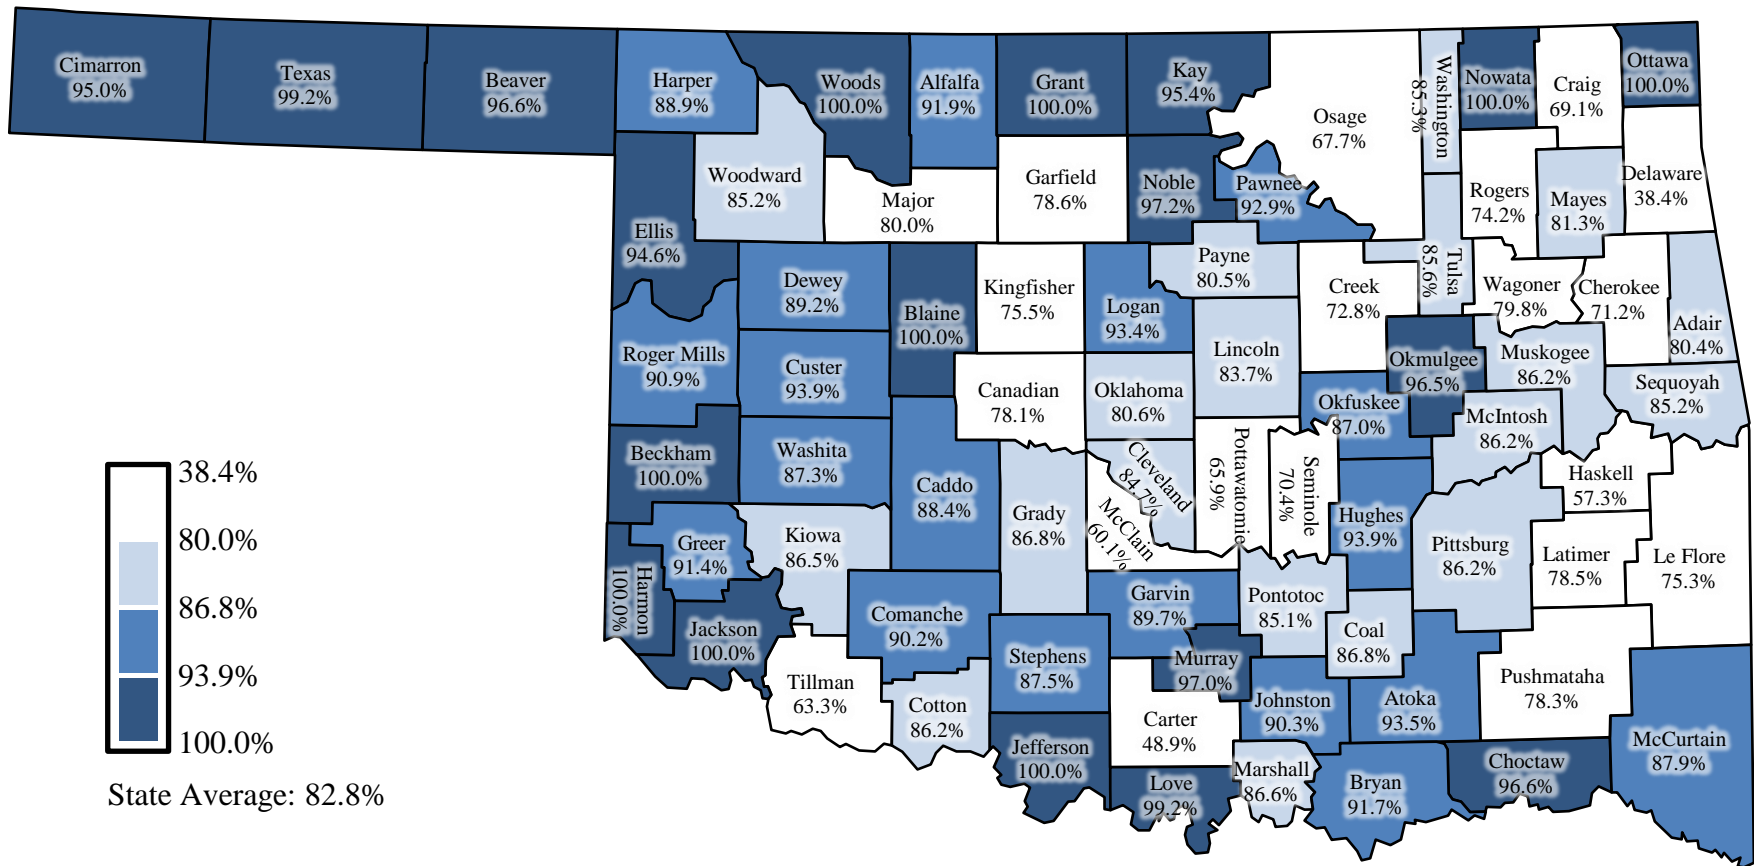 Cimarron
95.0%
Texas
99.2%
Beaver
96.6%
Harper
88.9%
Woods
100.0%
Alfalfa
91.9%
Grant
100.0%
Kay
95.4%
Osage
67.7%
Washington
85.3%
Nowata
100.0%
Craig
69.1%
Ottawa
100.0%
Woodward
85.2%
Major
80.0%
Garfield
78.6%
Noble
97.2%
Pawnee
92.9%
Rogers
74.2%
Mayes
81.3%
Delaware
38.4%
Ellis
94.6%
Dewey
89.2%
Blaine
100.0%
Kingfisher
75.5%
Logan
93.4%
Payne
80.5%
Creek
72.8%
Tulsa
85.6%
Wagoner
79.8%
Cherokee
71.2%
Adair
80.4%
Roger Mills
90.9%
Custer
93.9%
Canadian
78.1%
Oklahoma
80.6%
Lincoln
83.7%
Okmulgee
96.5%
Muskogee
86.2%
Sequoyah
85.2%
Okfuskee
87.0%
McIntosh
86.2%
Beckham
100.0%
Washita
87.3%
Caddo
88.4%
Grady
86.8%
Cleveland
84.7%
McClain
60.1%
Pottawatomie
65.9%
Seminole
70.4%
Hughes
93.9%
Haskell
57.3%
Pittsburg
86.2%
Latimer
78.5%
Le Flore
75.3%
Harmon
100.0%
Greer
91.4%
Kiowa
86.5%
Jackson
100.0%
Comanche
90.2%
Garvin
89.7%
Pontotoc
85.1%
Coal
86.8%
Tillman
63.3%
Cotton
86.2%
Stephens
87.5%
Murray
97.0%
Johnston
90.3%
Atoka
93.5%
Pushmataha
78.3%
Carter
48.9%
Jefferson
100.0%
Love
99.2%
Marshall
86.6%
Bryan
91.7%
Choctaw
96.6%
McCurtain
87.9%
38.4%
80.0%
86.8%
93.9%
100.0%
State Average: 82.8%